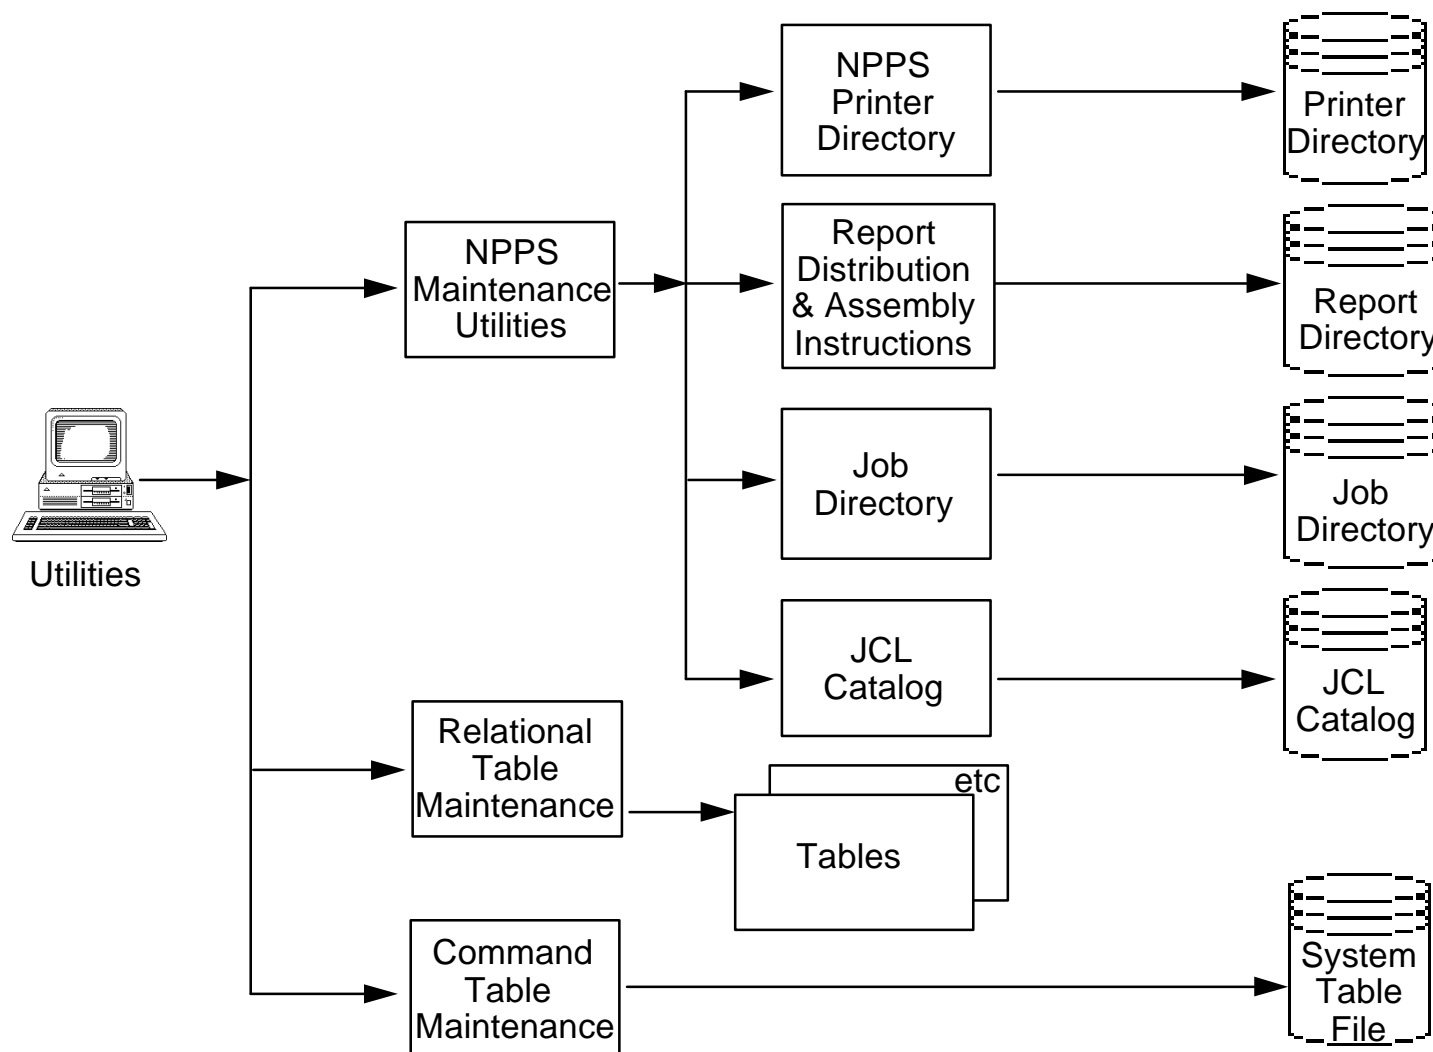 NPPS
Printer
Directory
Printer
Directory
NPPS
Maintenance
Utilities
Report
Distribution
& Assembly
Instructions
Report
Directory
Utilities
Job
Directory
Job
Directory
JCL
Catalog
JCL
Catalog
Relational
Table
Maintenance
etc
Tables
Command
Table
Maintenance
System
Table
File